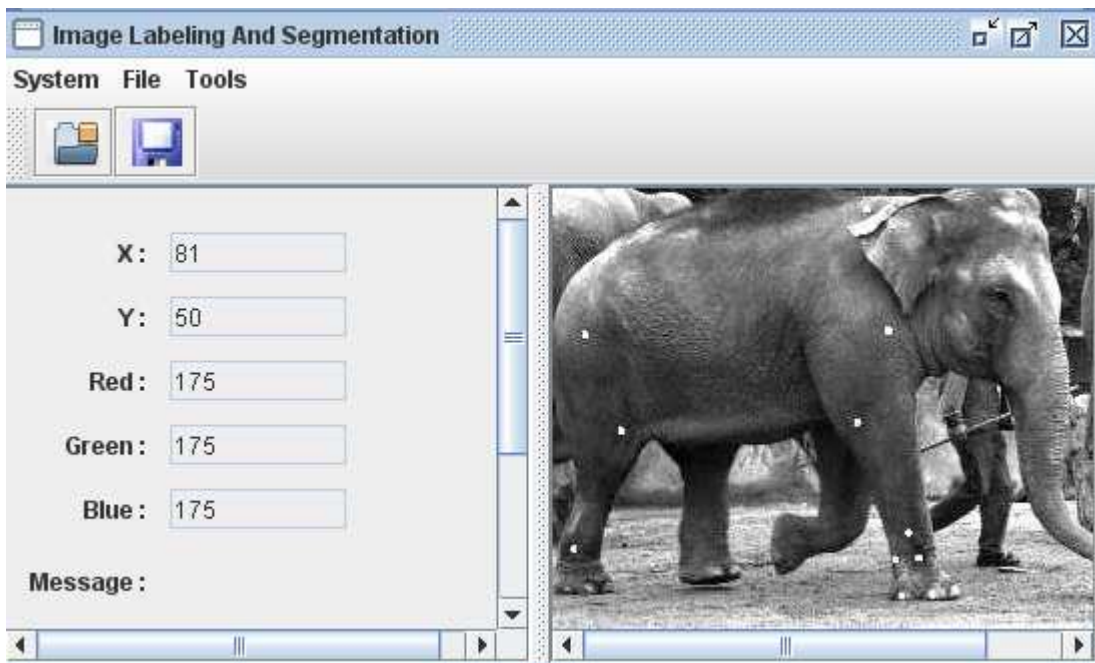 Image Labeling And Segmentation
System File Tools
X : 81
Y : 50
Red : 175
Green : 175
Blue : 175
Message :